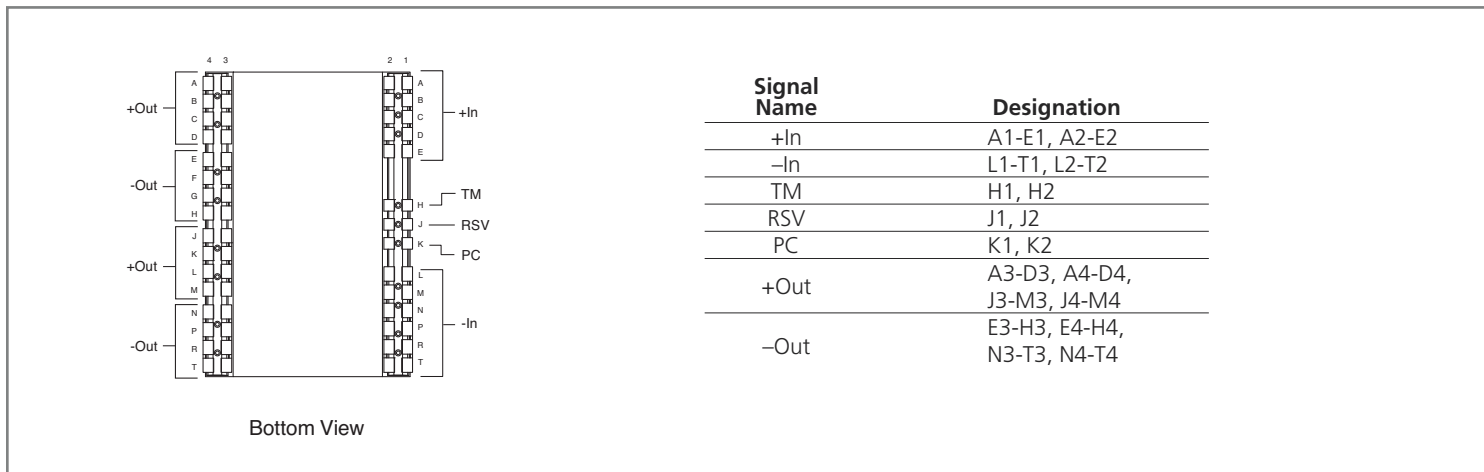 4 3
2 1
A
B
C
D
+Out
E
F
G
H
-Out
J
K
L
M
+Out
N
P
R
T
-Out
A
B
C
D
E
+In
H
TM
J
RSV
K
PC
L
M
N
P
R
T
-In
Bottom View
Signal
Name
Designation
+In A1-E1, A2-E2
–In L1-T1, L2-T2
TM H1, H2
RSV J1, J2
PC K1, K2
+Out
A3-D3, A4-D4,
J3-M3, J4-M4
–Out
E3-H3, E4-H4,
N3-T3, N4-T4